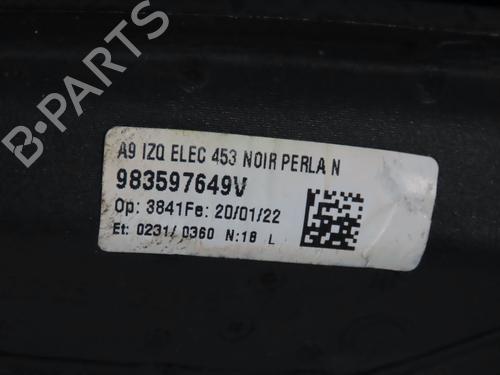 A9 IZQ ELEC 453 NOIR PERLA N
983597649V
Op: 3841Fe: 20/01/22
Et: 0231/ 0360 N:18 L
B-PARTS